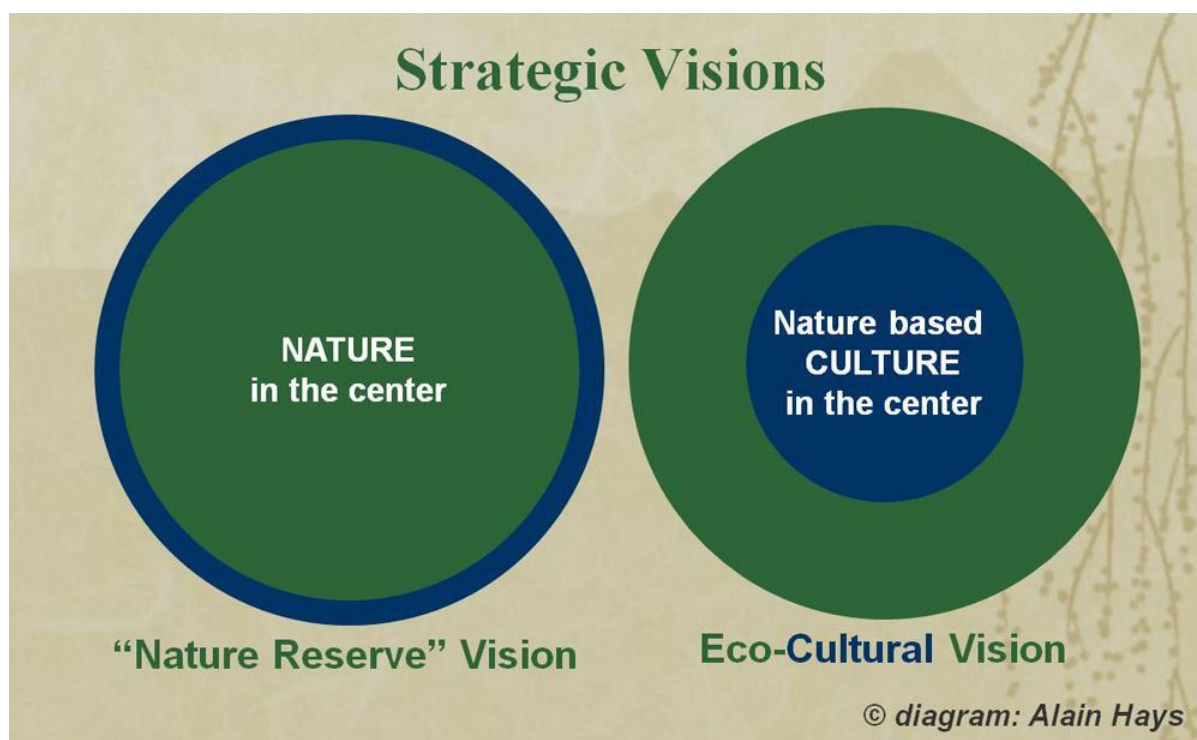 Strategic Visions
NATURE
in the center
“Nature Reserve” Vision
Nature based
CULTURE
in the center
Eco-Cultural Vision
© diagram: Alain Hays